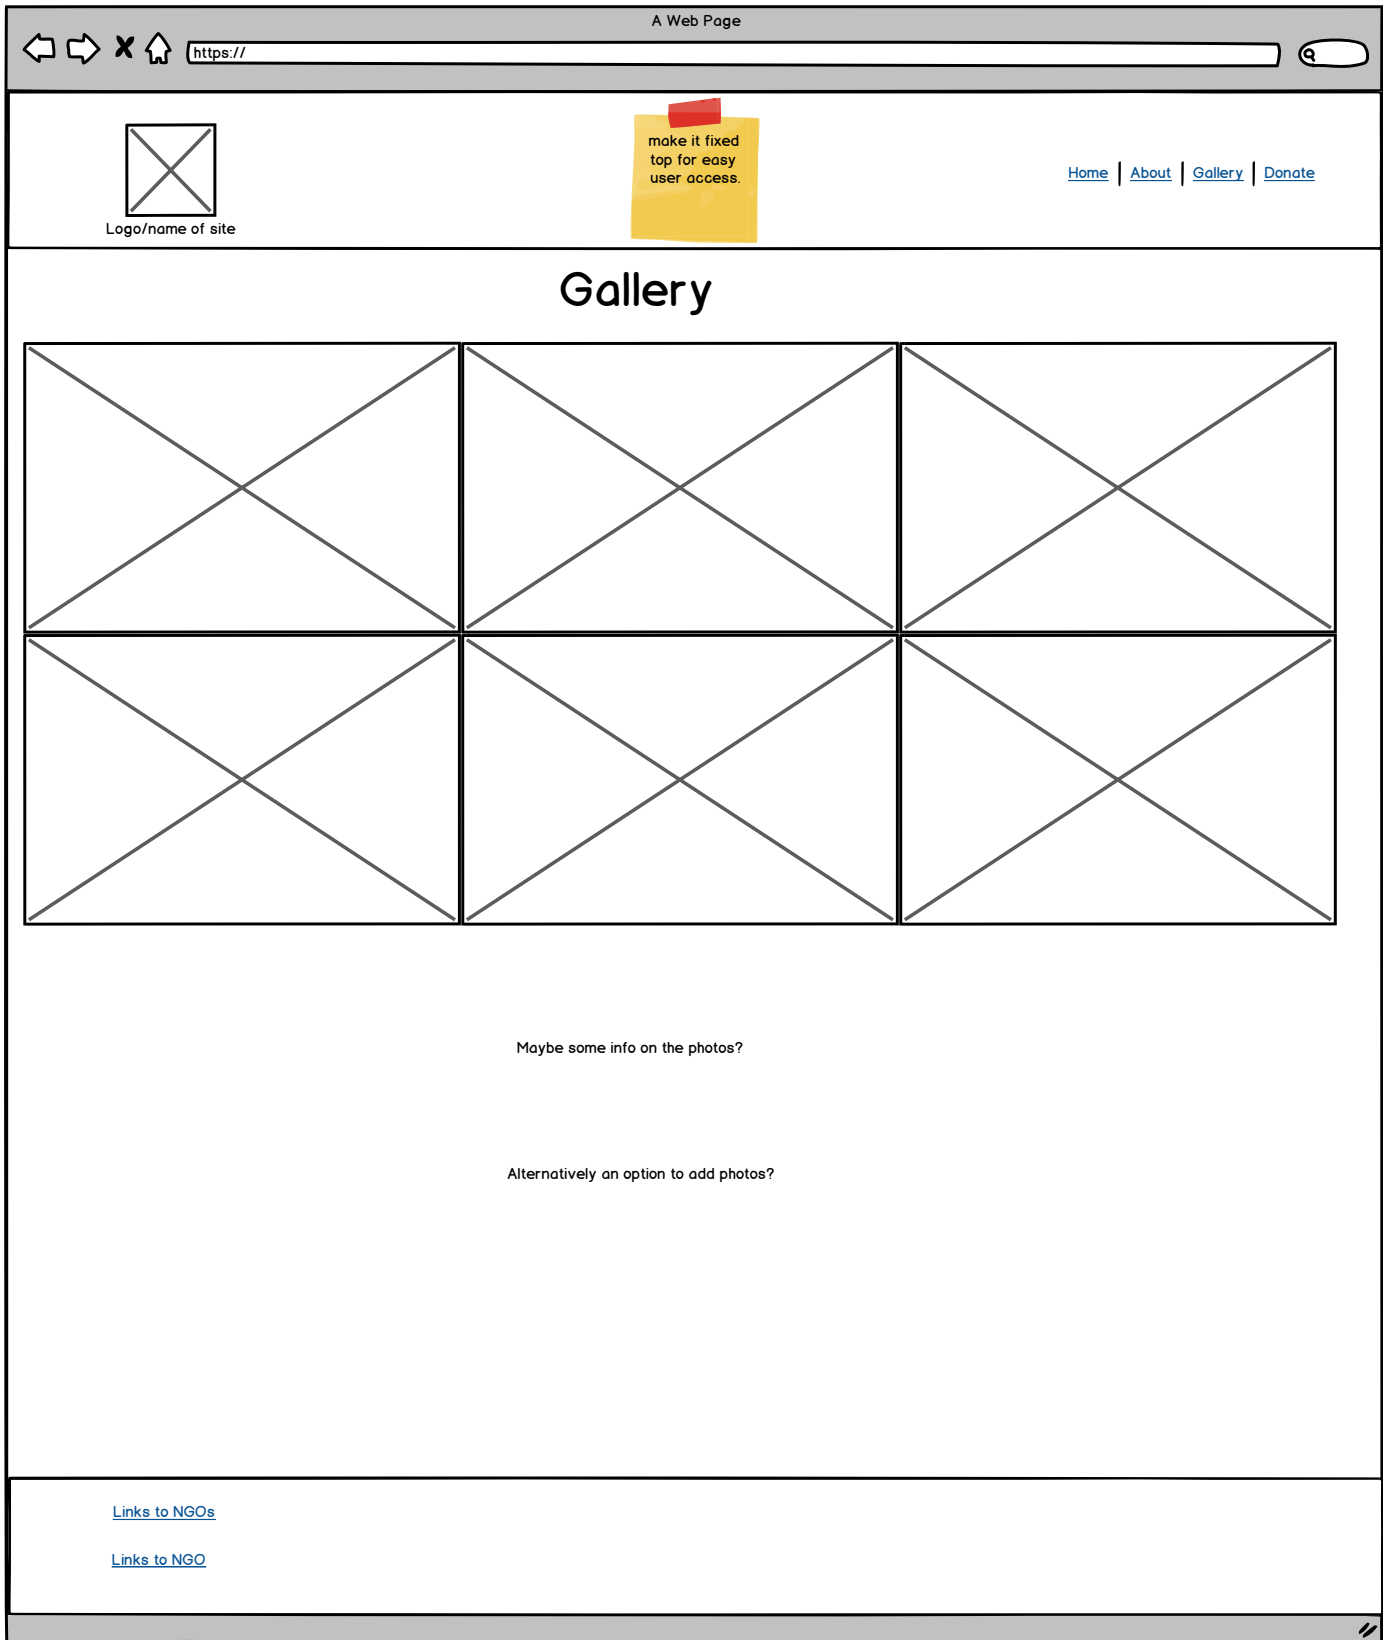 A Web Page
https://
make it fixed
top for easy
user access.
Home About Gallery Donate
Logo/name of site
Gallery
Maybe some info on the photos?
Alternatively an option to add photos?
Links to NGOs
Links to NGO